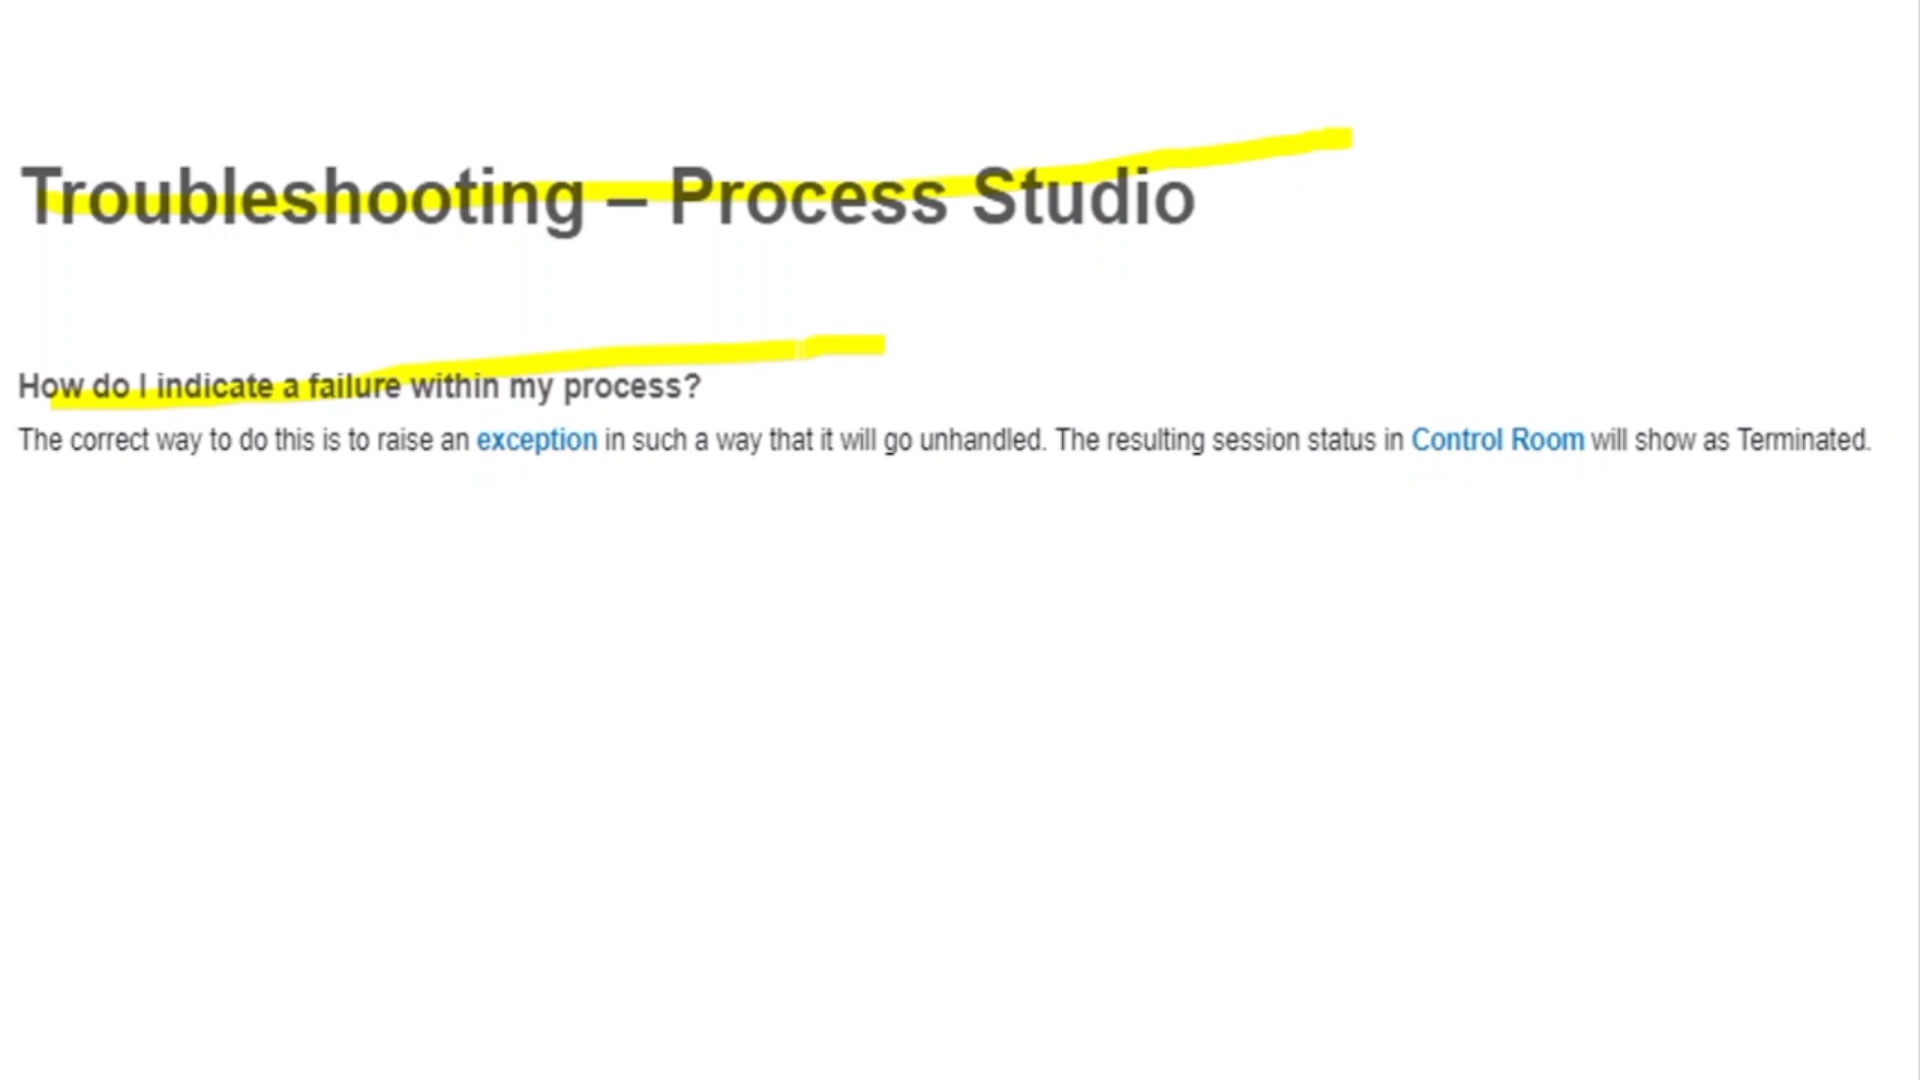 Troubleshooting – Process Studio
How do I indicate a failure within my process?
The correct way to do this is to raise an exception in such a way that it will go unhandled. The resulting session status in Control Room will show as Terminated.